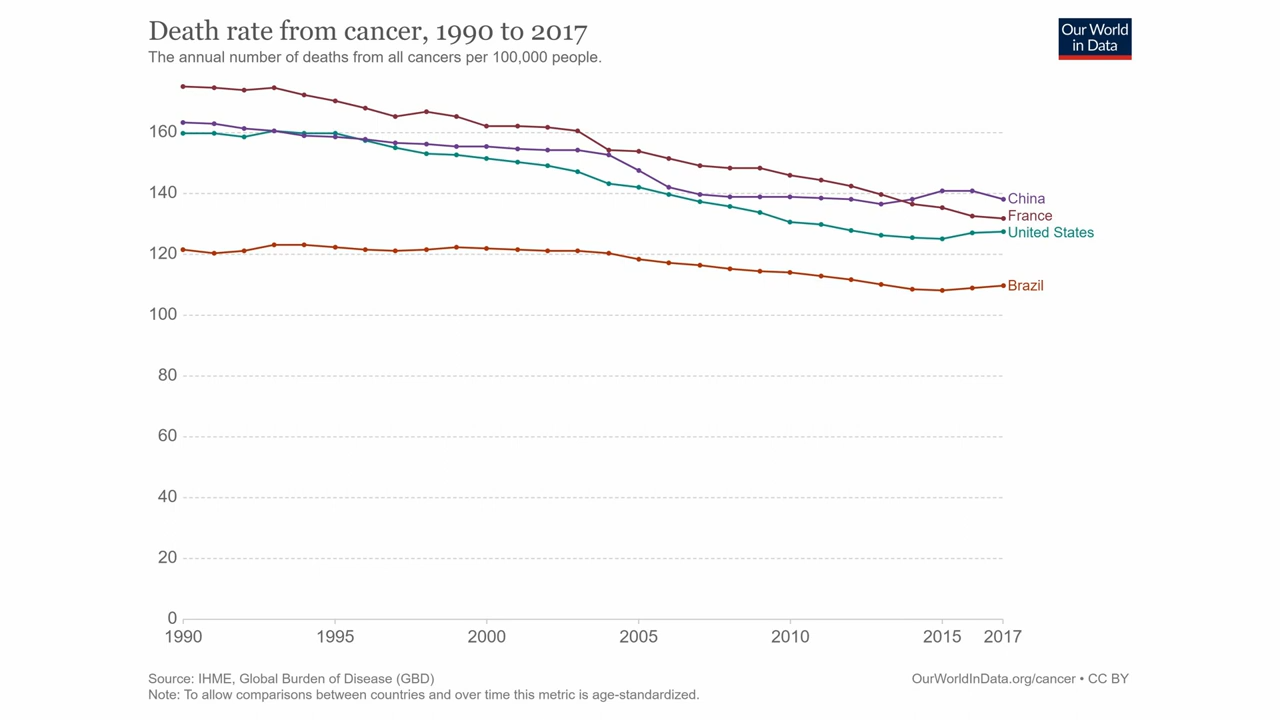 Death rate from cancer, 1990 to 2017
The annual number of deaths from all cancers per 100,000 people.
Our World
in Data
160
140
120
100
80
60
40
20
0
China
France
United States
Brazil
1990 1995 2000 2005 2010 2015 2017
Source: IHME, Global Burden of Disease (GBD)
OurWorldInData.org/cancer • CC BY
Note: To allow comparisons between countries and over time this metric is age-standardized.